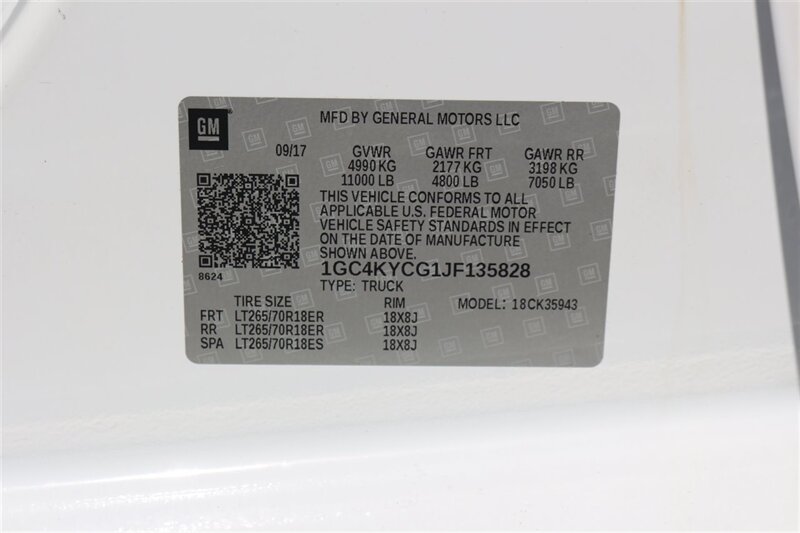 GM
MFD BY GENERAL MOTORS LLC
09/17 GVWR GAWR FRT GAWR RR
4990 KG 2177 KG 3198 KG
11000 LB 4800 LB 7050 LB
THIS VEHICLE CONFORMS TO ALL
APPLICABLE U.S. FEDERAL MOTOR
VEHICLE SAFETY STANDARDS IN EFFECT
ON THE DATE OF MANUFACTURE
SHOWN ABOVE.
8624
1GC4KYCG1JF135828
TYPE: TRUCK
TIRE SIZE RIM MODEL: 18CK35943
FRT LT265/70R18ER 18X8J
RR LT265/70R18ER 18X8J
SPA LT265/70R18ES 18X8J